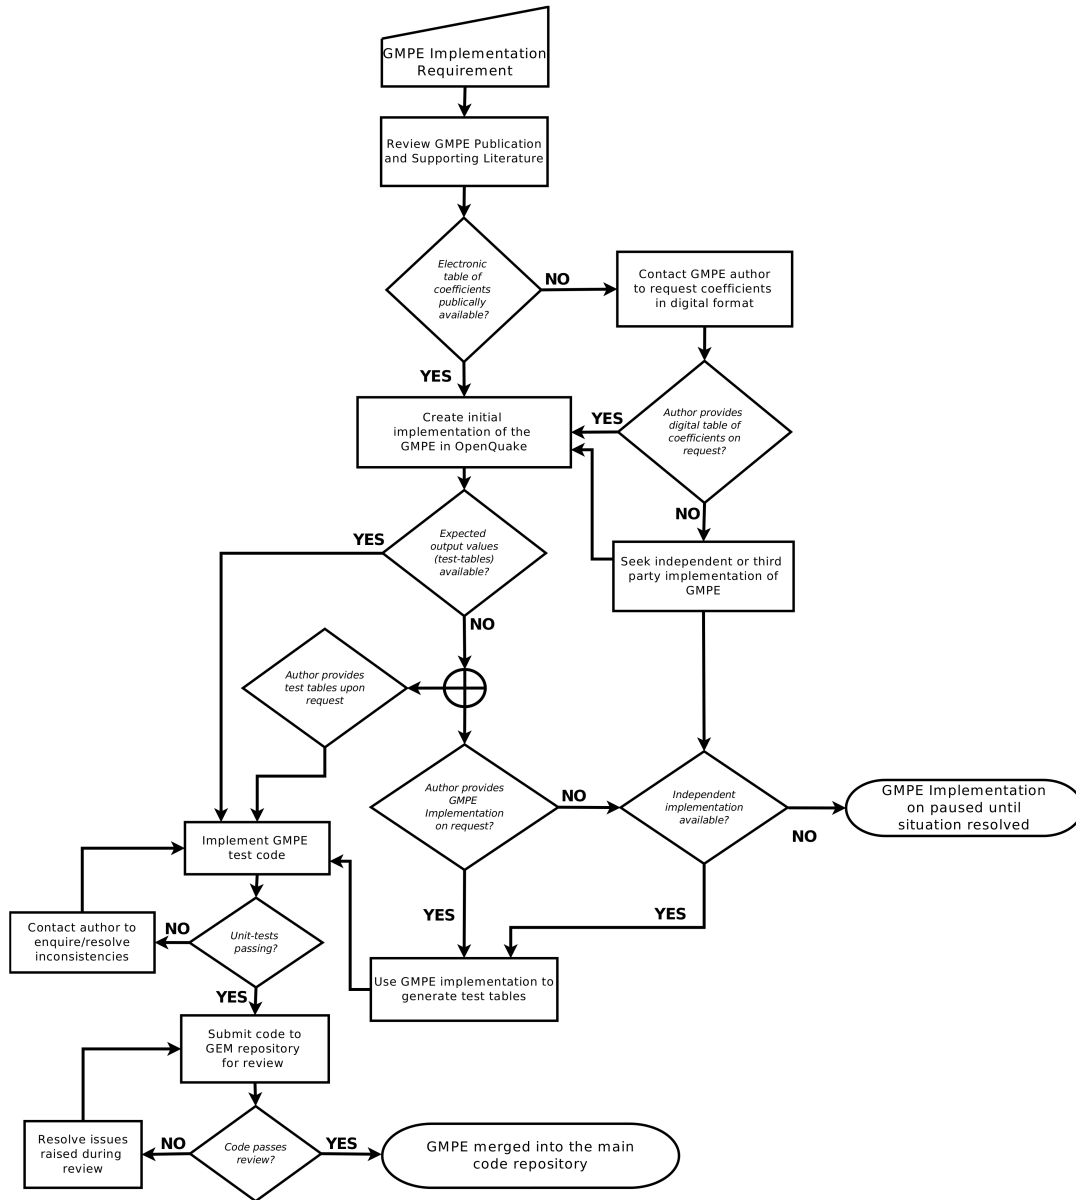 GMPE Implementation
Requirement
Review GMPE Publication
and Supporting Literature
Electronic
table of
coefficients
publically
available?
NO
Contact GMPE author
to request coefficients
in digital format
YES
Create initial
implementation of the
GMPE in OpenQuake
YES
Author provides
digital table of
coefficients on
request?
NO
Seek independent or third
party implementation of
GMPE
YES
Expected
output values
(test-tables)
available?
NO
Author provides
test tables upon
request
Author provides
GMPE
Implementation
on request?
NO
Independent
implementation
available?
NO
GMPE Implementation
on paused until
situation resolved
YES
YES
Use GMPE implementation to
generate test tables
Implement GMPE
test code
Contact author to
enquire/resolve
inconsistencies
NO
Unit-tests
passing?
YES
Submit code to
GEM repository
for review
Resolve issues
raised during
review
NO
Code passes
review?
YES
GMPE merged into the main
code repository